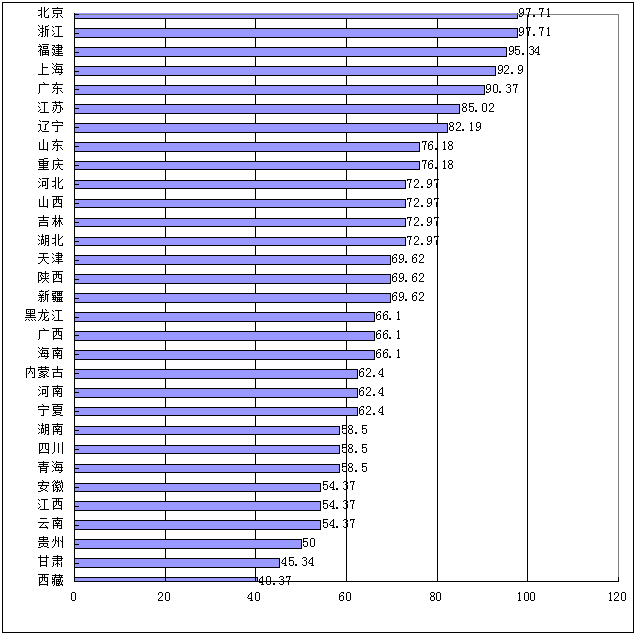 北京 97.71
浙江 97.71
福建 95.34
上海 92.9
广东 90.37
江苏 85.02
辽宁 82.19
山东 76.18
重庆 76.18
河北 72.97
山西 72.97
吉林 72.97
湖北 72.97
天津 69.62
陕西 69.62
新疆 69.62
黑龙江 66.1
广西 66.1
海南 66.1
内蒙古 62.4
河南 62.4
宁夏 62.4
湖南 58.5
四川 58.5
青海 58.5
安徽 54.37
江西 54.37
云南 54.37
贵州 50
甘肃 45.34
西藏 40.37
0 20 40 60 80 100 120